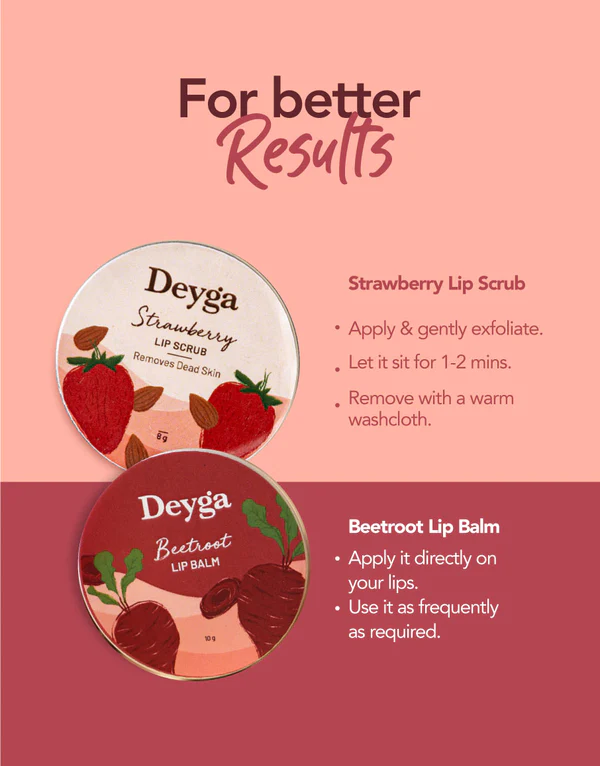 For better
Results
Deyga
Strawberry
LIP SCRUB
Removes Dead Skin
8g
Strawberry Lip Scrub
• Apply & gently exfoliate.
• Let it sit for 1-2 mins.
• Remove with a warm
washcloth.
Deyga
Beetroot
LIP BALM
10 g
Beetroot Lip Balm
• Apply it directly on
your lips.
• Use it as frequently
as required.